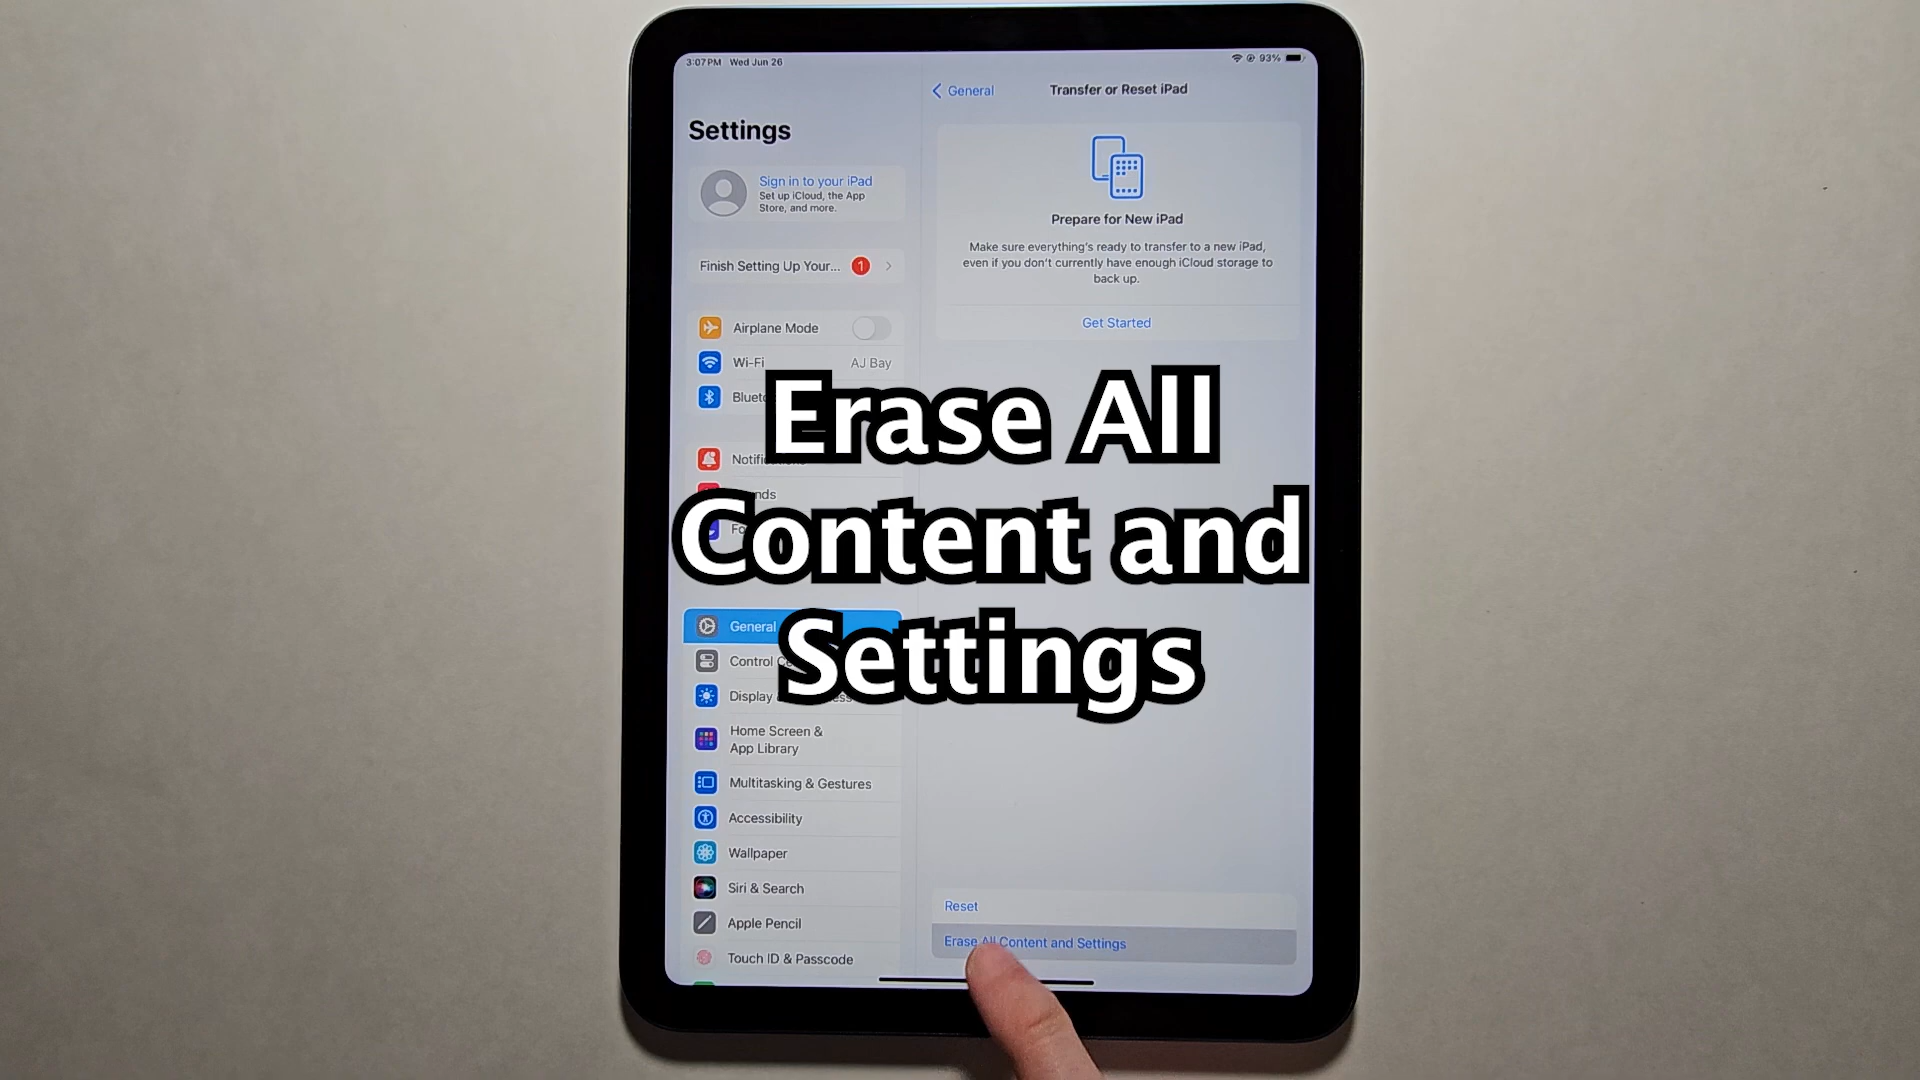 3:07 PM Wed Jun 26
93%
Settings
Sign in to your iPad
Set up iCloud, the App
Store, and more.
Finish Setting Up Your... 1
Airplane Mode
Wi-Fi AJ Bay
General
Home Screen &
App Library
Multitasking & Gestures
Accessibility
Wallpaper
Siri & Search
Apple Pencil
Touch ID & Passcode
General
Transfer or Reset iPad
Prepare for New iPad
Make sure everything's ready to transfer to a new iPad,
even if you don't currently have enough iCloud storage to
back up.
Get Started
Erase All
Content and
Settings
Reset
Erase All Content and Settings